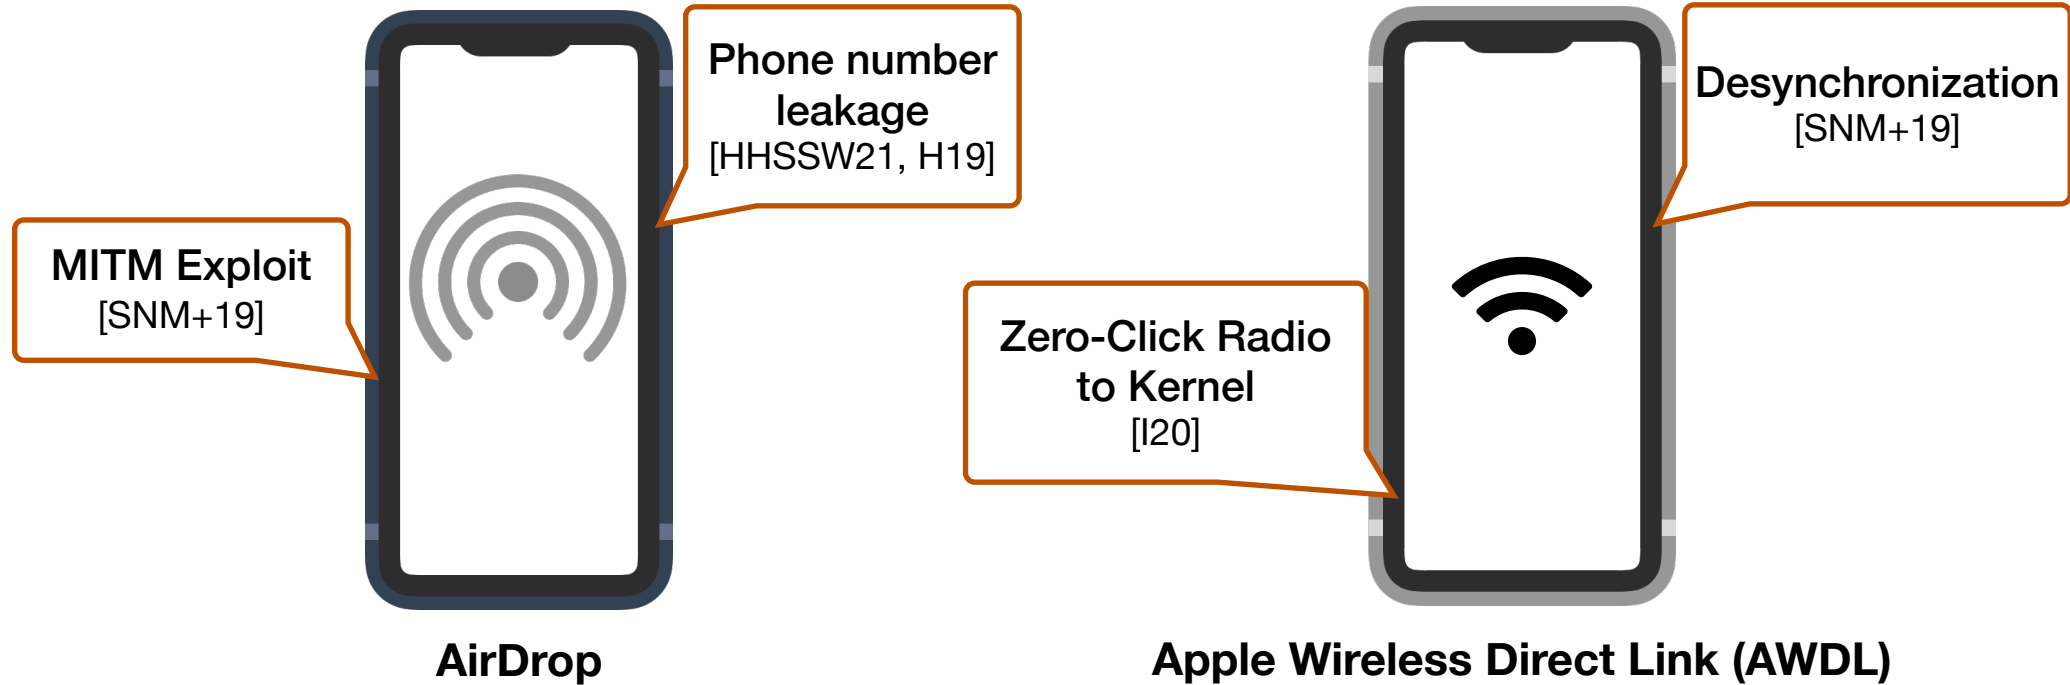 MITM Exploit
[SNM+19]
Phone number
leakage
[HHSSW21, H19]
AirDrop
Zero-Click Radio
to Kernel
[I20]
Desynchronization
[SNM+19]
Apple Wireless Direct Link (AWDL)